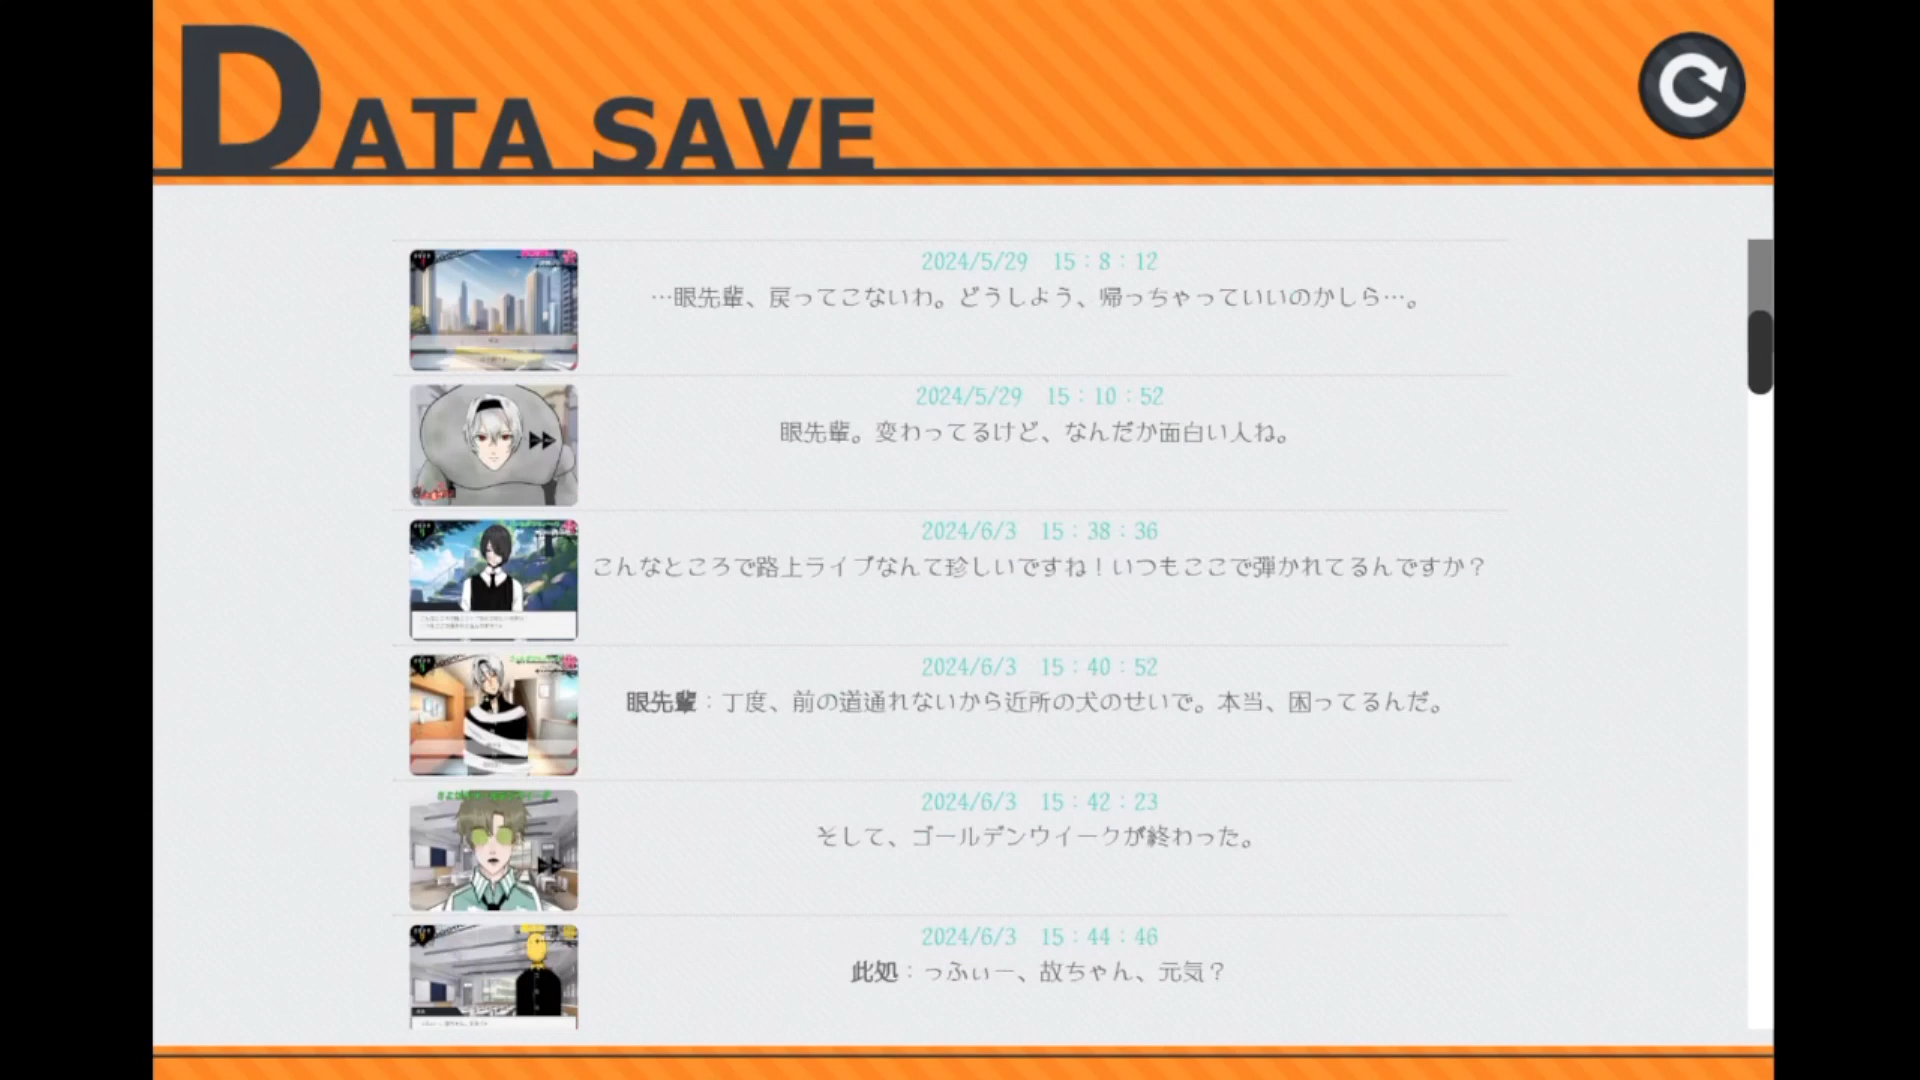 DATA SAVE
2024/5/29 15：8：12
…眼先輩、戻ってこないわ。どうしよう、帰っちゃっていいのかしら…。
2024/5/29 15：10：52
眼先輩。変わってるけど、なんだか面白い人ね。
2024/6/3 15：38：36
こんなところで路上ライブなんて珍しいですね！いつもここで弾かれてるんですか？
2024/6/3 15：40：52
眼先輩：丁度、前の道通れないから近所の犬のせいで。本当、困ってるんだ。
2024/6/3 15：42：23
そして、ゴールデンウイークが終わった。
2024/6/3 15：44：46
此処：っふぃー、故ちゃん、元気？